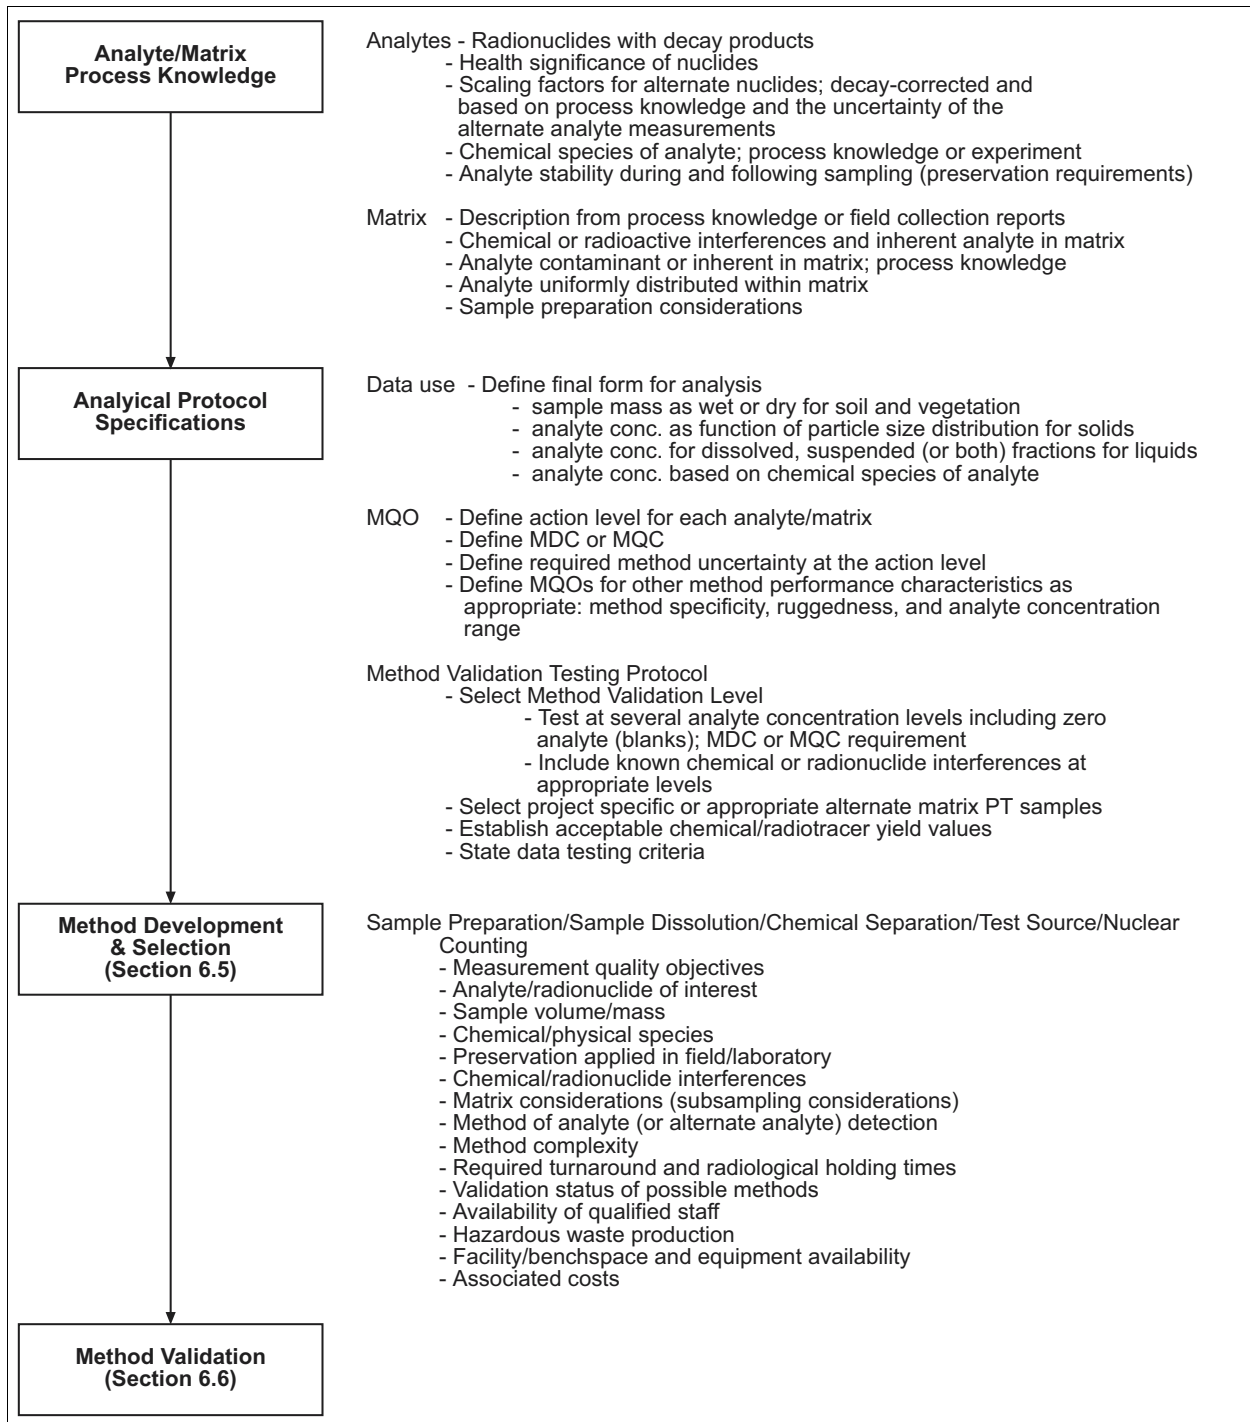 Analyte/Matrix
Process Knowledge
Analytes - Radionuclides with decay products
- Health significance of nuclides
- Scaling factors for alternate nuclides; decay-corrected and
based on process knowledge and the uncertainty of the
alternate analyte measurements
- Chemical species of analyte; process knowledge or experiment
- Analyte stability during and following sampling (preservation requirements)
Matrix - Description from process knowledge or field collection reports
- Chemical or radioactive interferences and inherent analyte in matrix
- Analyte contaminant or inherent in matrix; process knowledge
- Analyte uniformly distributed within matrix
- Sample preparation considerations
Analyical Protocol
Specifications
Data use - Define final form for analysis
- sample mass as wet or dry for soil and vegetation
- analyte conc. as function of particle size distribution for solids
- analyte conc. for dissolved, suspended (or both) fractions for liquids
- analyte conc. based on chemical species of analyte
MQO - Define action level for each analyte/matrix
- Define MDC or MQC
- Define required method uncertainty at the action level
- Define MQOs for other method performance characteristics as
appropriate: method specificity, ruggedness, and analyte concentration
range
Method Validation Testing Protocol
- Select Method Validation Level
- Test at several analyte concentration levels including zero
analyte (blanks); MDC or MQC requirement
- Include known chemical or radionuclide interferences at
appropriate levels
- Select project specific or appropriate alternate matrix PT samples
- Establish acceptable chemical/radiotracer yield values
- State data testing criteria
Method Development
& Selection
(Section 6.5)
Sample Preparation/Sample Dissolution/Chemical Separation/Test Source/Nuclear
Counting
- Measurement quality objectives
- Analyte/radionuclide of interest
- Sample volume/mass
- Chemical/physical species
- Preservation applied in field/laboratory
- Chemical/radionuclide interferences
- Matrix considerations (subsampling considerations)
- Method of analyte (or alternate analyte) detection
- Method complexity
- Required turnaround and radiological holding times
- Validation status of possible methods
- Availability of qualified staff
- Hazardous waste production
- Facility/benchspace and equipment availability
- Associated costs
Method Validation
(Section 6.6)